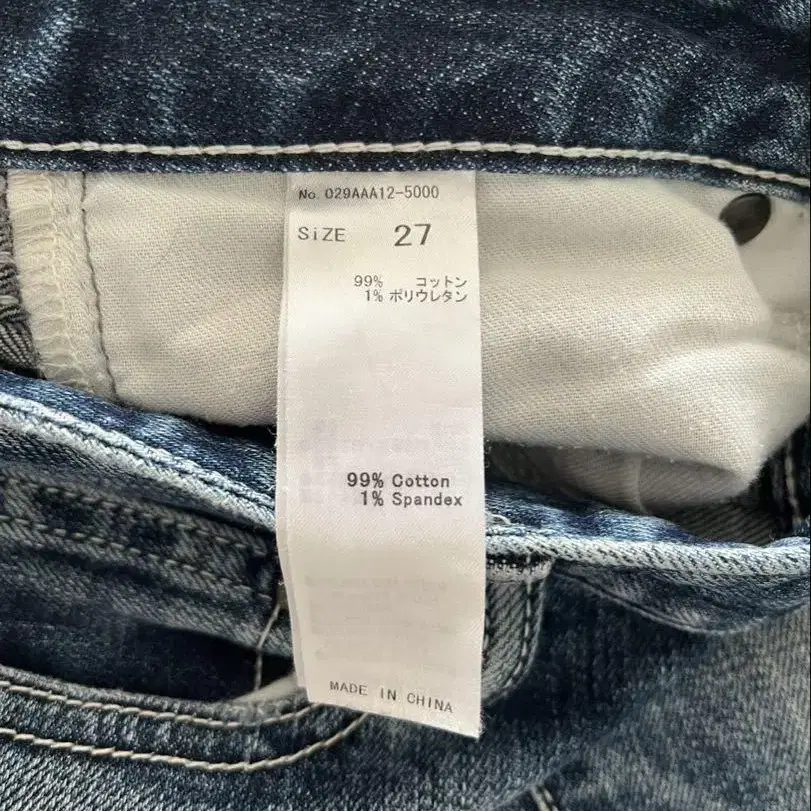 No. 029AAA12-5000
SiZE 27
99% コットン
1% ポリウレタン
99% Cotton
1% Spandex
MADE IN CHINA